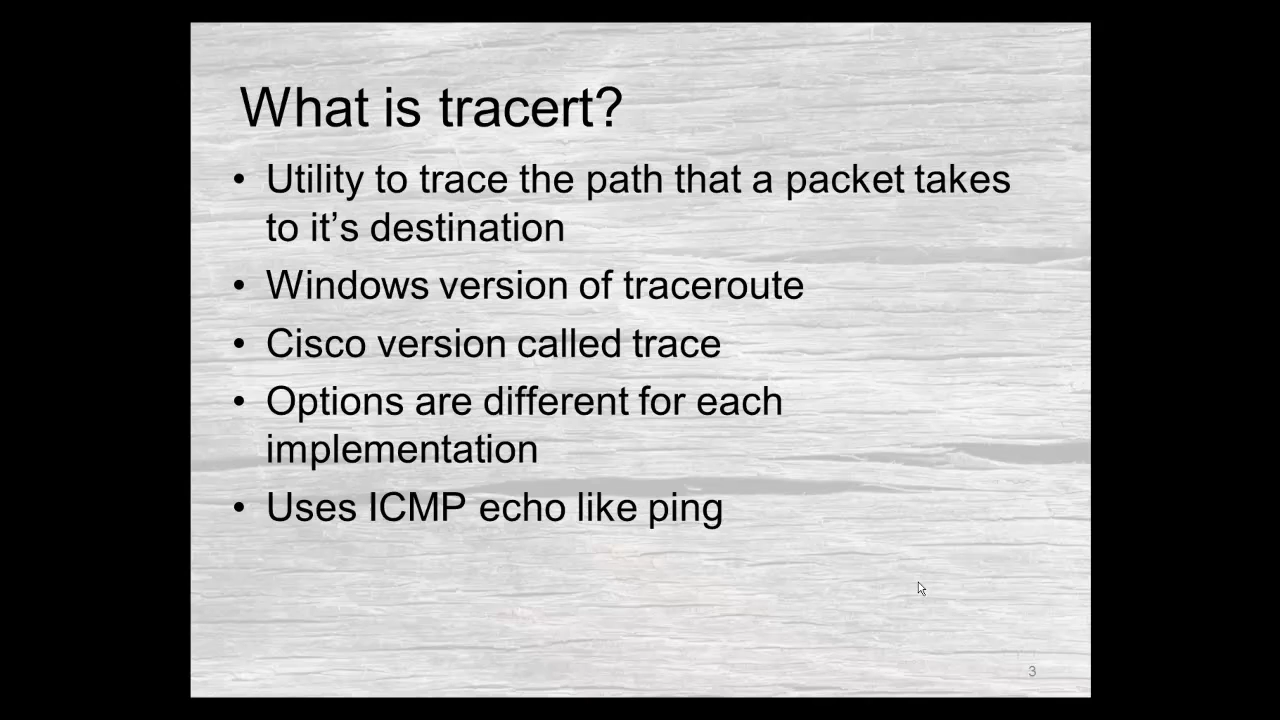 What is tracert?
• Utility to trace the path that a packet takes
to it’s destination
• Windows version of traceroute
• Cisco version called trace
• Options are different for each
implementation
• Uses ICMP echo like ping
3